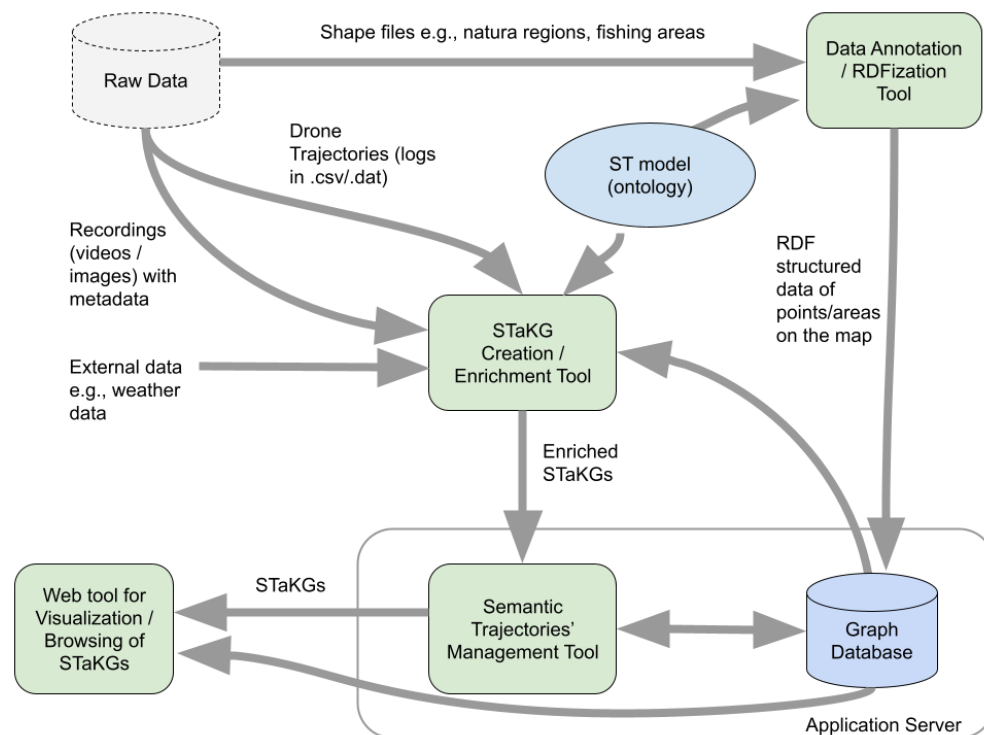 Shape files e.g., natura regions, fishing areas
Raw Data
Data Annotation
/ RDFization
Tool
Drone
Trajectories (logs
in .csv/.dat)
ST model
(ontology)
Recordings
(videos /
images) with
metadata
RDF
structured
data of
points/areas
on the map
STaKG
Creation /
Enrichment Tool
External data
e.g., weather
data
Enriched
STaKGs
STaKGs
Web tool for
Visualization /
Browsing of
STaKGs
Semantic
Trajectories’
Management Tool
Graph
Database
Application Server